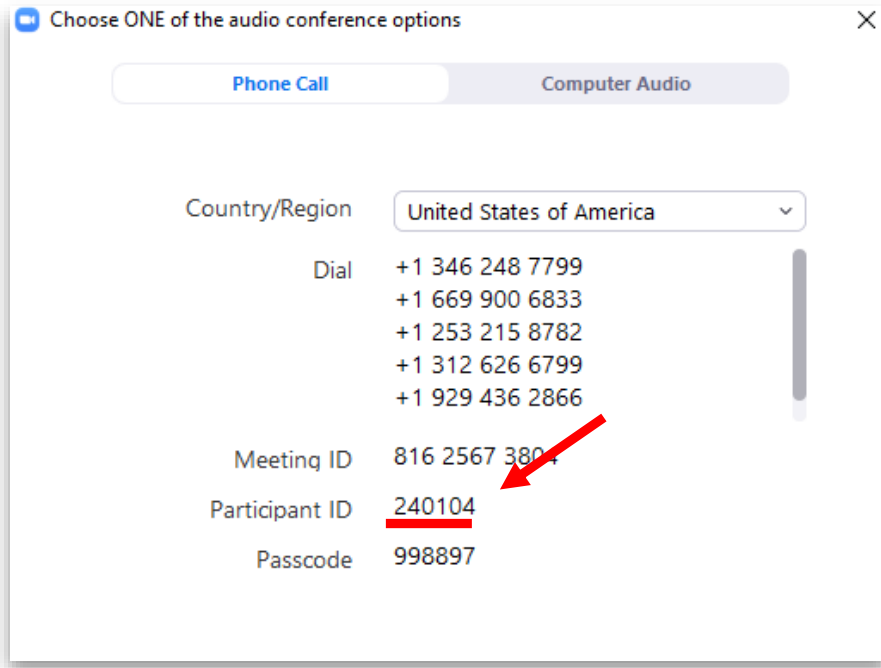 Choose ONE of the audio conference options
Phone Call Computer Audio
Country/Region United States of America
Dial +1 346 248 7799
+1 669 900 6833
+1 253 215 8782
+1 312 626 6799
+1 929 436 2866
Meeting ID 816 2567 3804
Participant ID 240104
Passcode 998897